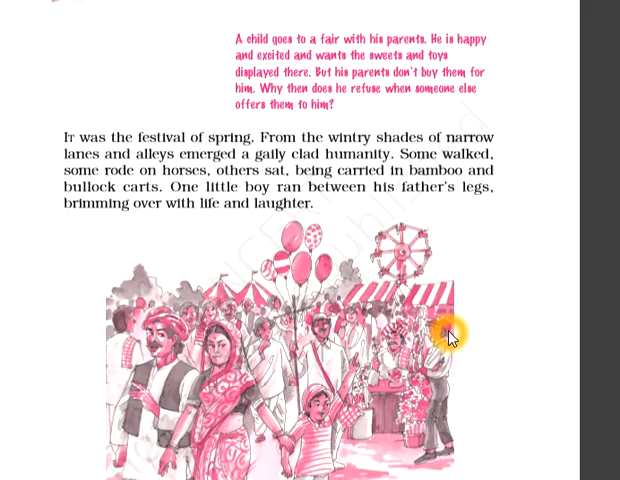 A child goes to a fair with his parents. He is happy
and excited and wants the sweets and toys
displayed there. But his parents don't buy them for
him. Why then does he refuse when someone else
offers them to him?
IT was the festival of spring. From the wintry shades of narrow
lanes and alleys emerged a gaily clad humanity. Some walked,
some rode on horses, others sat, being carried in bamboo and
bullock carts. One little boy ran between his father's legs,
brimming over with life and laughter.